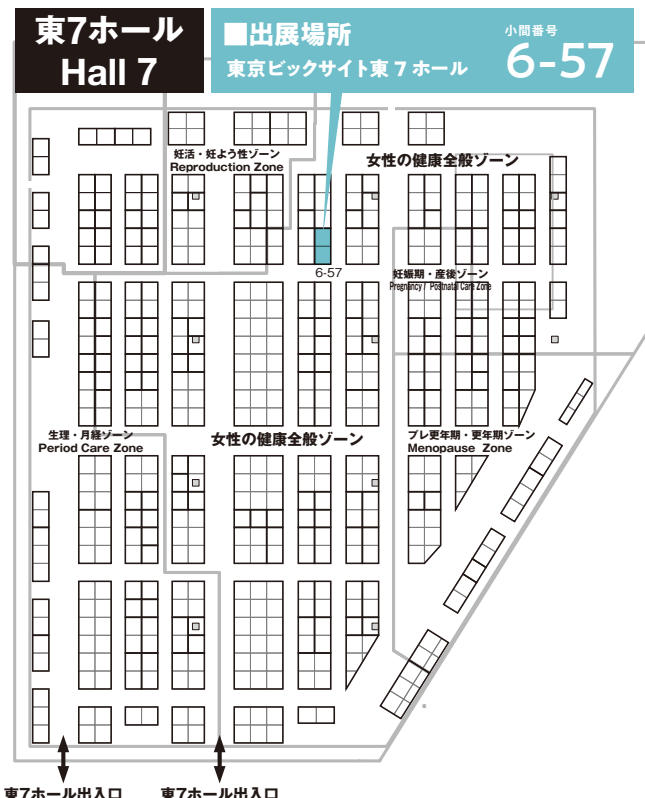 東7ホール
Hall 7
■出展場所
東京ビックサイト東7ホール
小間番号
6-57
妊活・妊よう性ゾーン
Reproduction Zone
女性の健康全般ゾーン
6-57
妊娠期・産後ゾーン
Pregnancy / Postnatal Care Zone
生理・月経ゾーン
Period Care Zone
女性の健康全般ゾーン
プレ更年期・更年期ゾーン
Menopause Zone
東7ホール出入口
東7ホール出入口